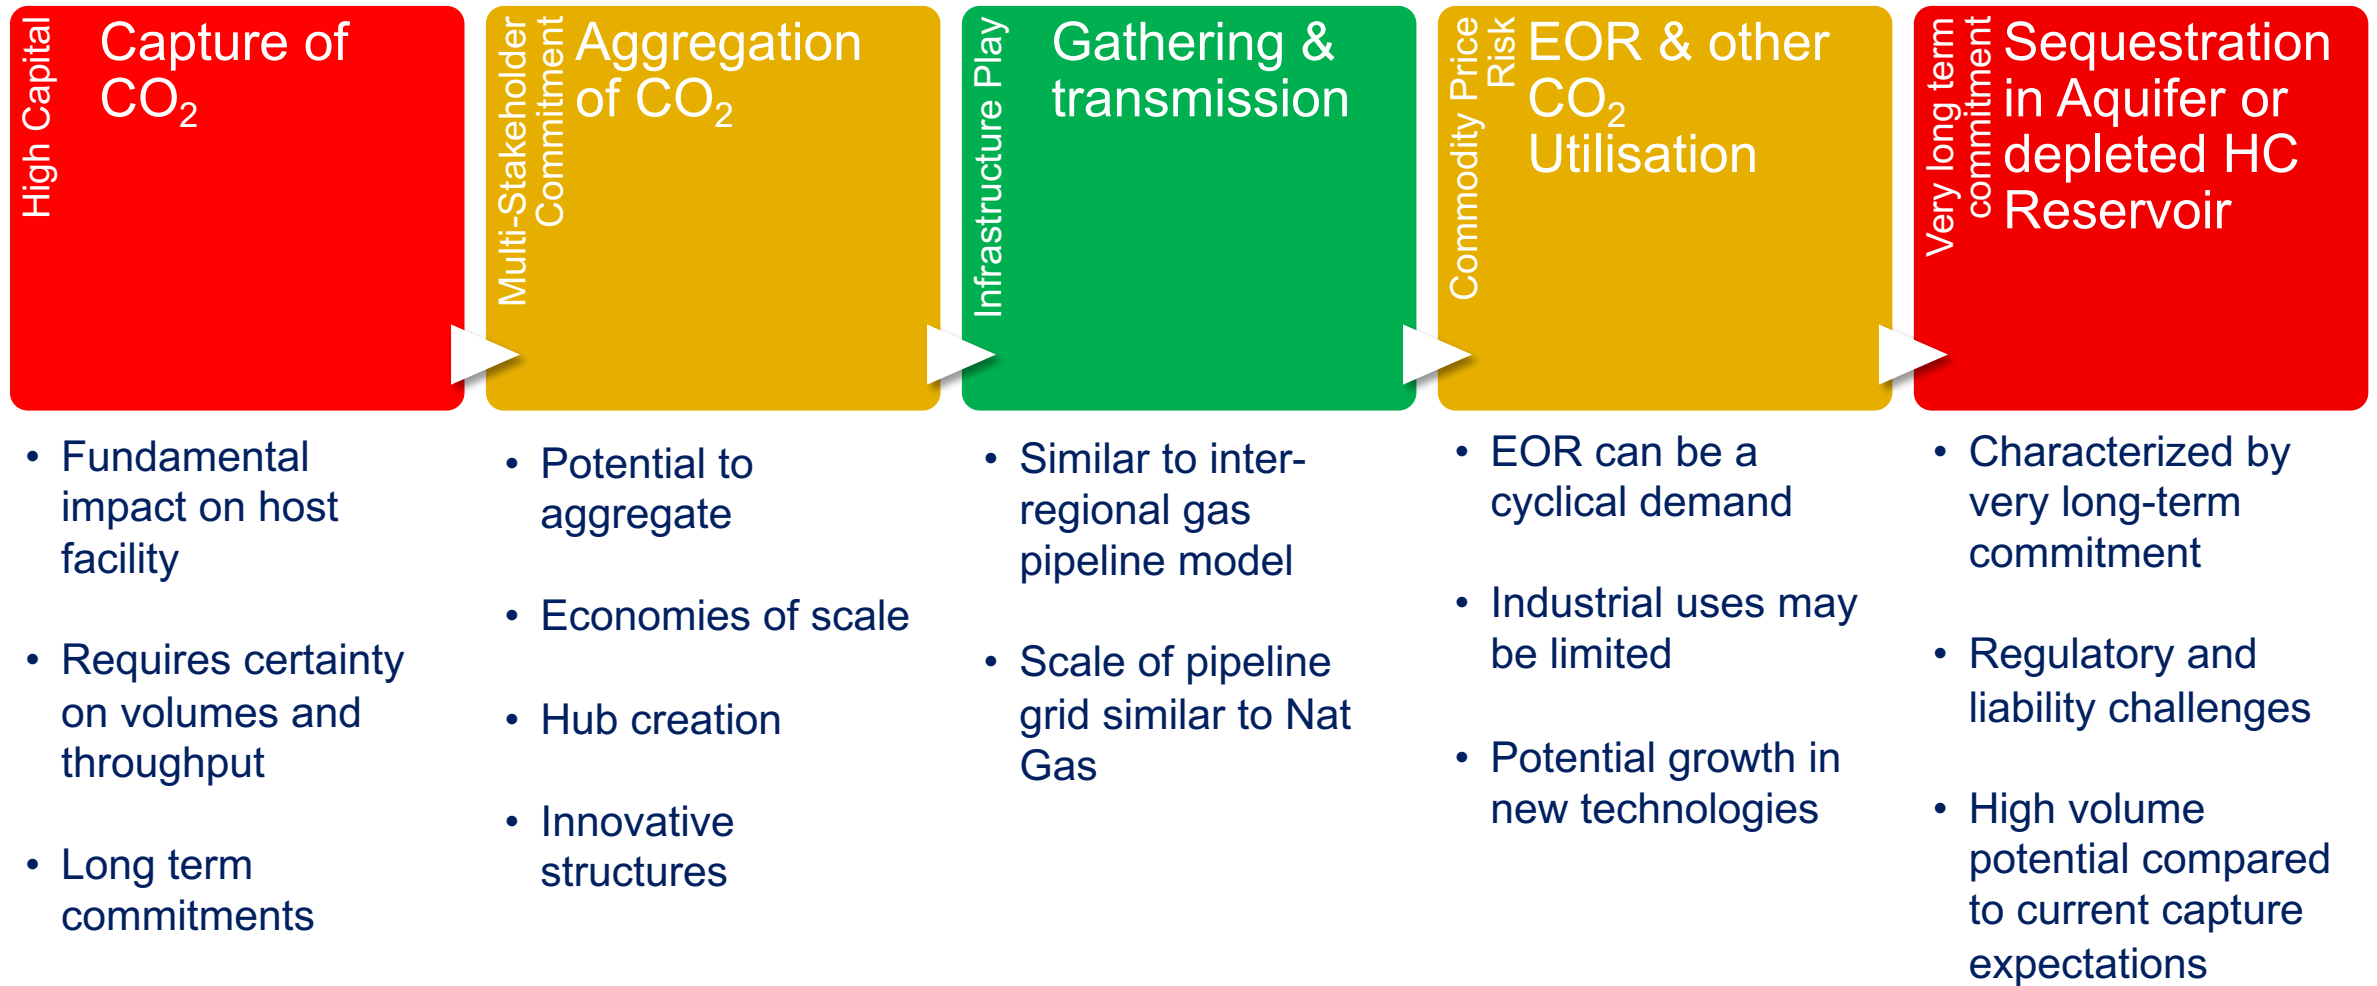 High Capital
Capture of
CO₂
Multi-Stakeholder
Commitment
Aggregation
of CO₂
Infrastructure Play
Gathering &
transmission
Commodity Price
Risk
EOR & other
CO₂
Utilisation
Very long term
commitment
Sequestration
in Aquifer or
depleted HC
Reservoir
• Fundamental
impact on host
facility
• Requires certainty
on volumes and
throughput
• Long term
commitments
• Potential to
aggregate
• Economies of scale
• Hub creation
• Innovative
structures
• Similar to inter-
regional gas
pipeline model
• Scale of pipeline
grid similar to Nat
Gas
• EOR can be a
cyclical demand
• Industrial uses may
be limited
• Potential growth in
new technologies
• Characterized by
very long-term
commitment
• Regulatory and
liability challenges
• High volume
potential compared
to current capture
expectations